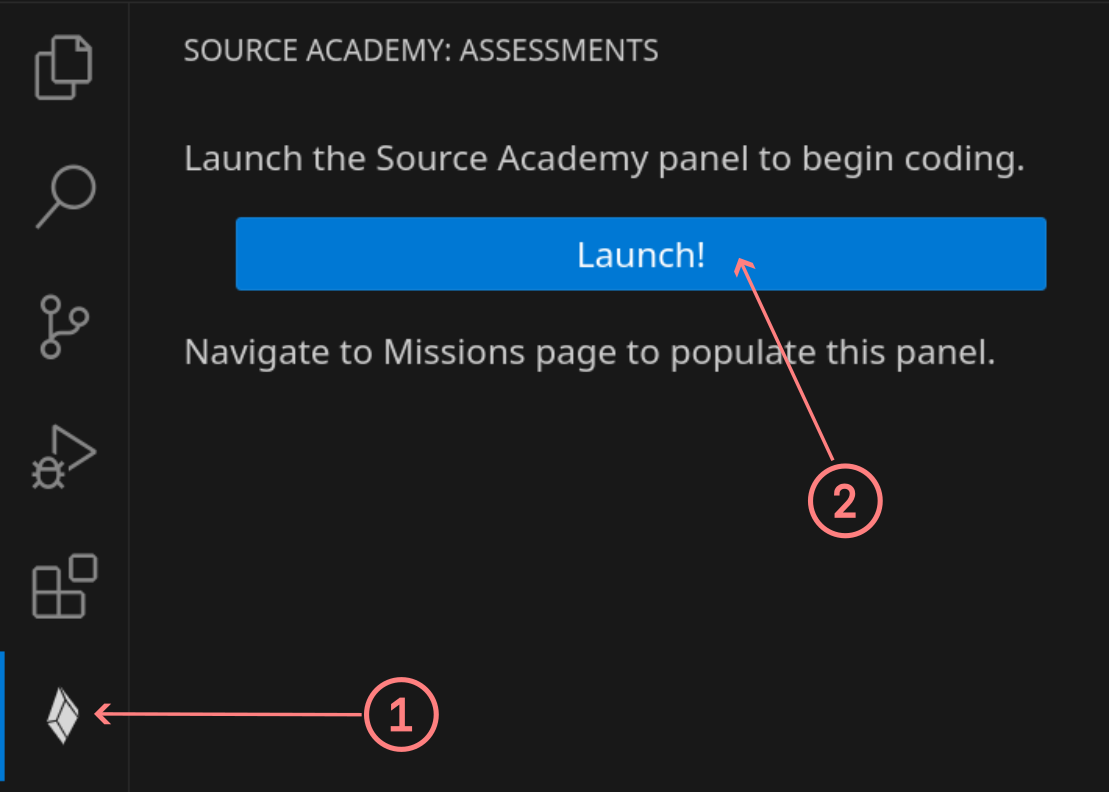 SOURCE ACADEMY: ASSESSMENTS
Launch the Source Academy panel to begin coding.
Launch!
Navigate to Missions page to populate this panel.
2
1